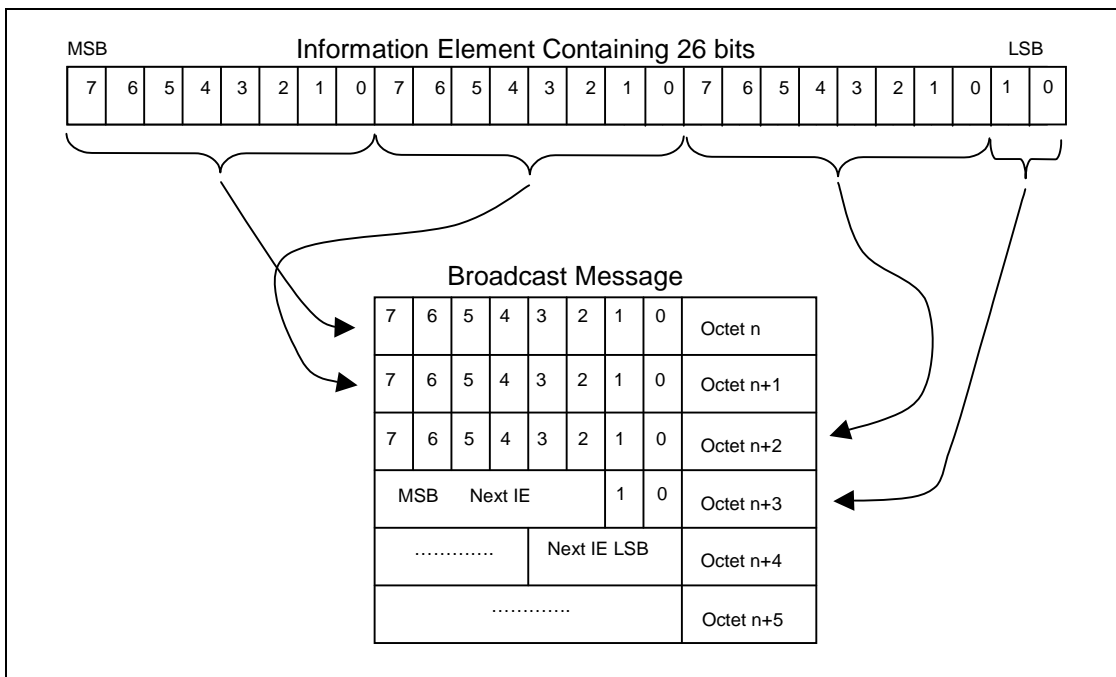 MSB Information Element Containing 26 bits LSB
7 6 5 4 3 2 1 0 7 6 5 4 3 2 1 0 7 6 5 4 3 2 1 0 1 0
Broadcast Message
7 6 5 4 3 2 1 0 Octet n
7 6 5 4 3 2 1 0 Octet n+1
7 6 5 4 3 2 1 0 Octet n+2
MSB Next IE 1 0 Octet n+3
…………. Next IE LSB Octet n+4
…………. Octet n+5